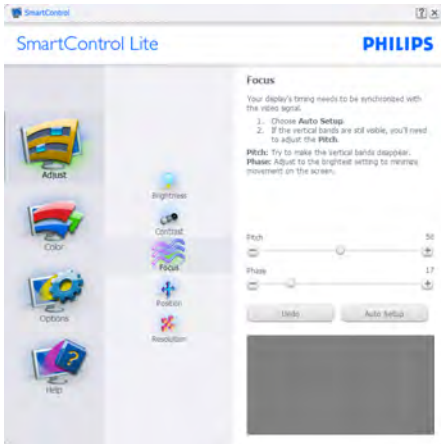 SmartControl
SmartControl Lite
PHILIPS
Adjust
Color
Options
Help
Brightness
Contrast
Focus
Position
Resolution
Focus
Your display's timing needs to be synchronized with
the video signal.
1. Choose Auto Setup.
2. If the vertical bands are still visible, you'll need
to adjust the Pitch.
Pitch: Try to make the vertical bands disappear.
Phase: Adjust to the brightest setting to minimize
movement on the screen.
Pitch 50
Phase 17
Undo Auto Setup